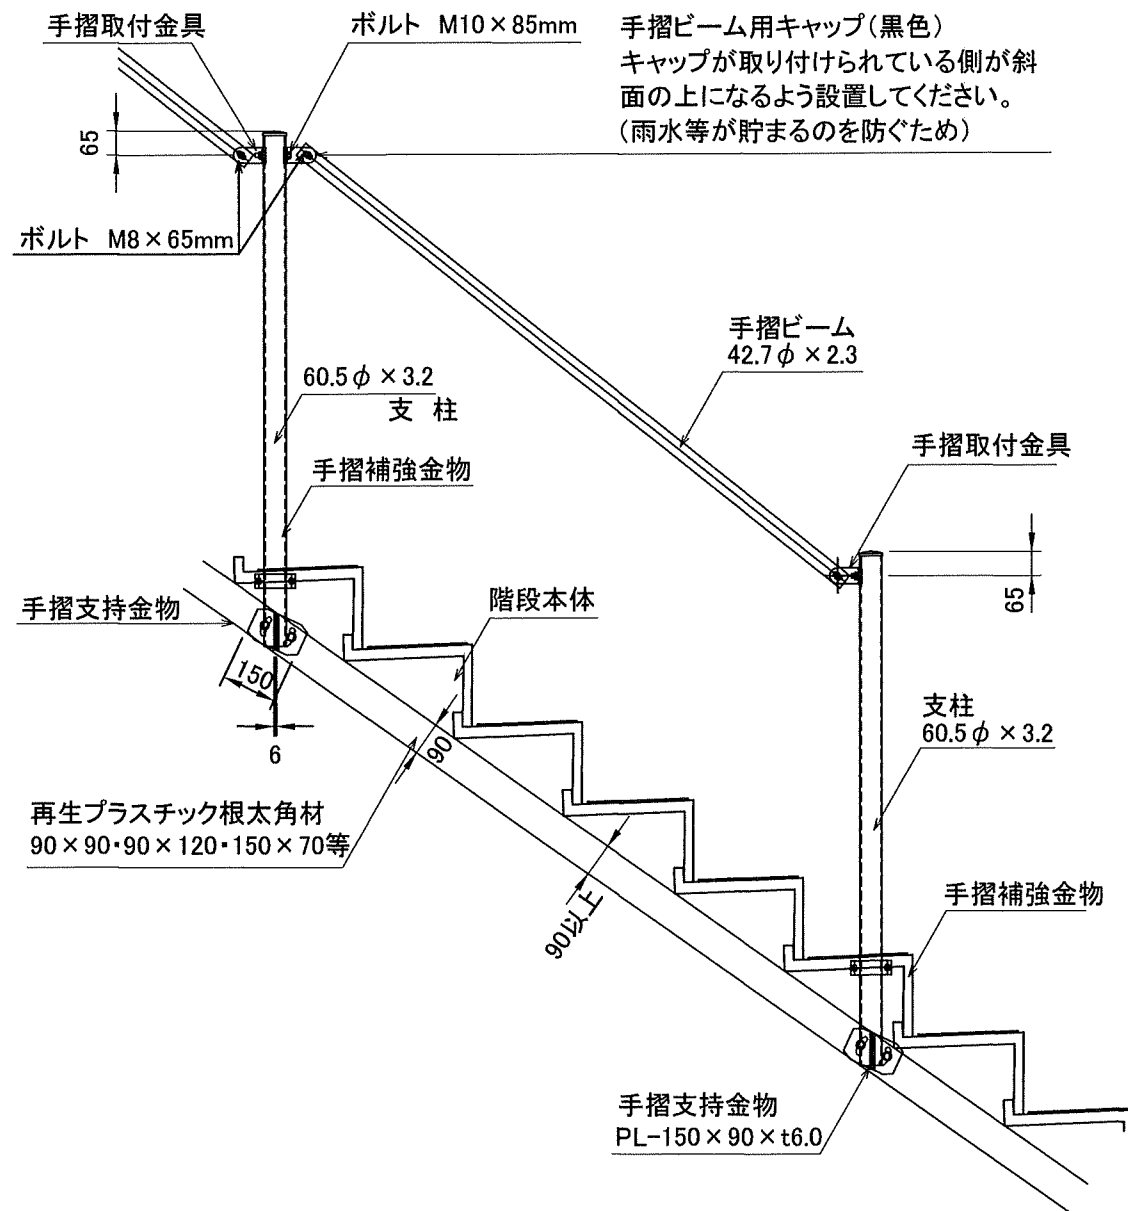 手摺取付金具
ボルト M10×85mm
手摺ビーム用キャップ(黒色)
キャップが取り付けられている側が斜
面の上になるよう設置してください。
(雨水等が貯まるのを防ぐため)
65
ボルト M8×65mm
手摺ビーム
42.7φ×2.3
60.5φ×3.2
支 柱
手摺取付金具
手摺補強金物
65
手摺支持金物
階段本体
150
6
90
支柱
60.5φ×3.2
再生プラスチック根太角材
90×90・90×120・150×70等
90以上
手摺補強金物
手摺支持金物
PL-150×90×t6.0